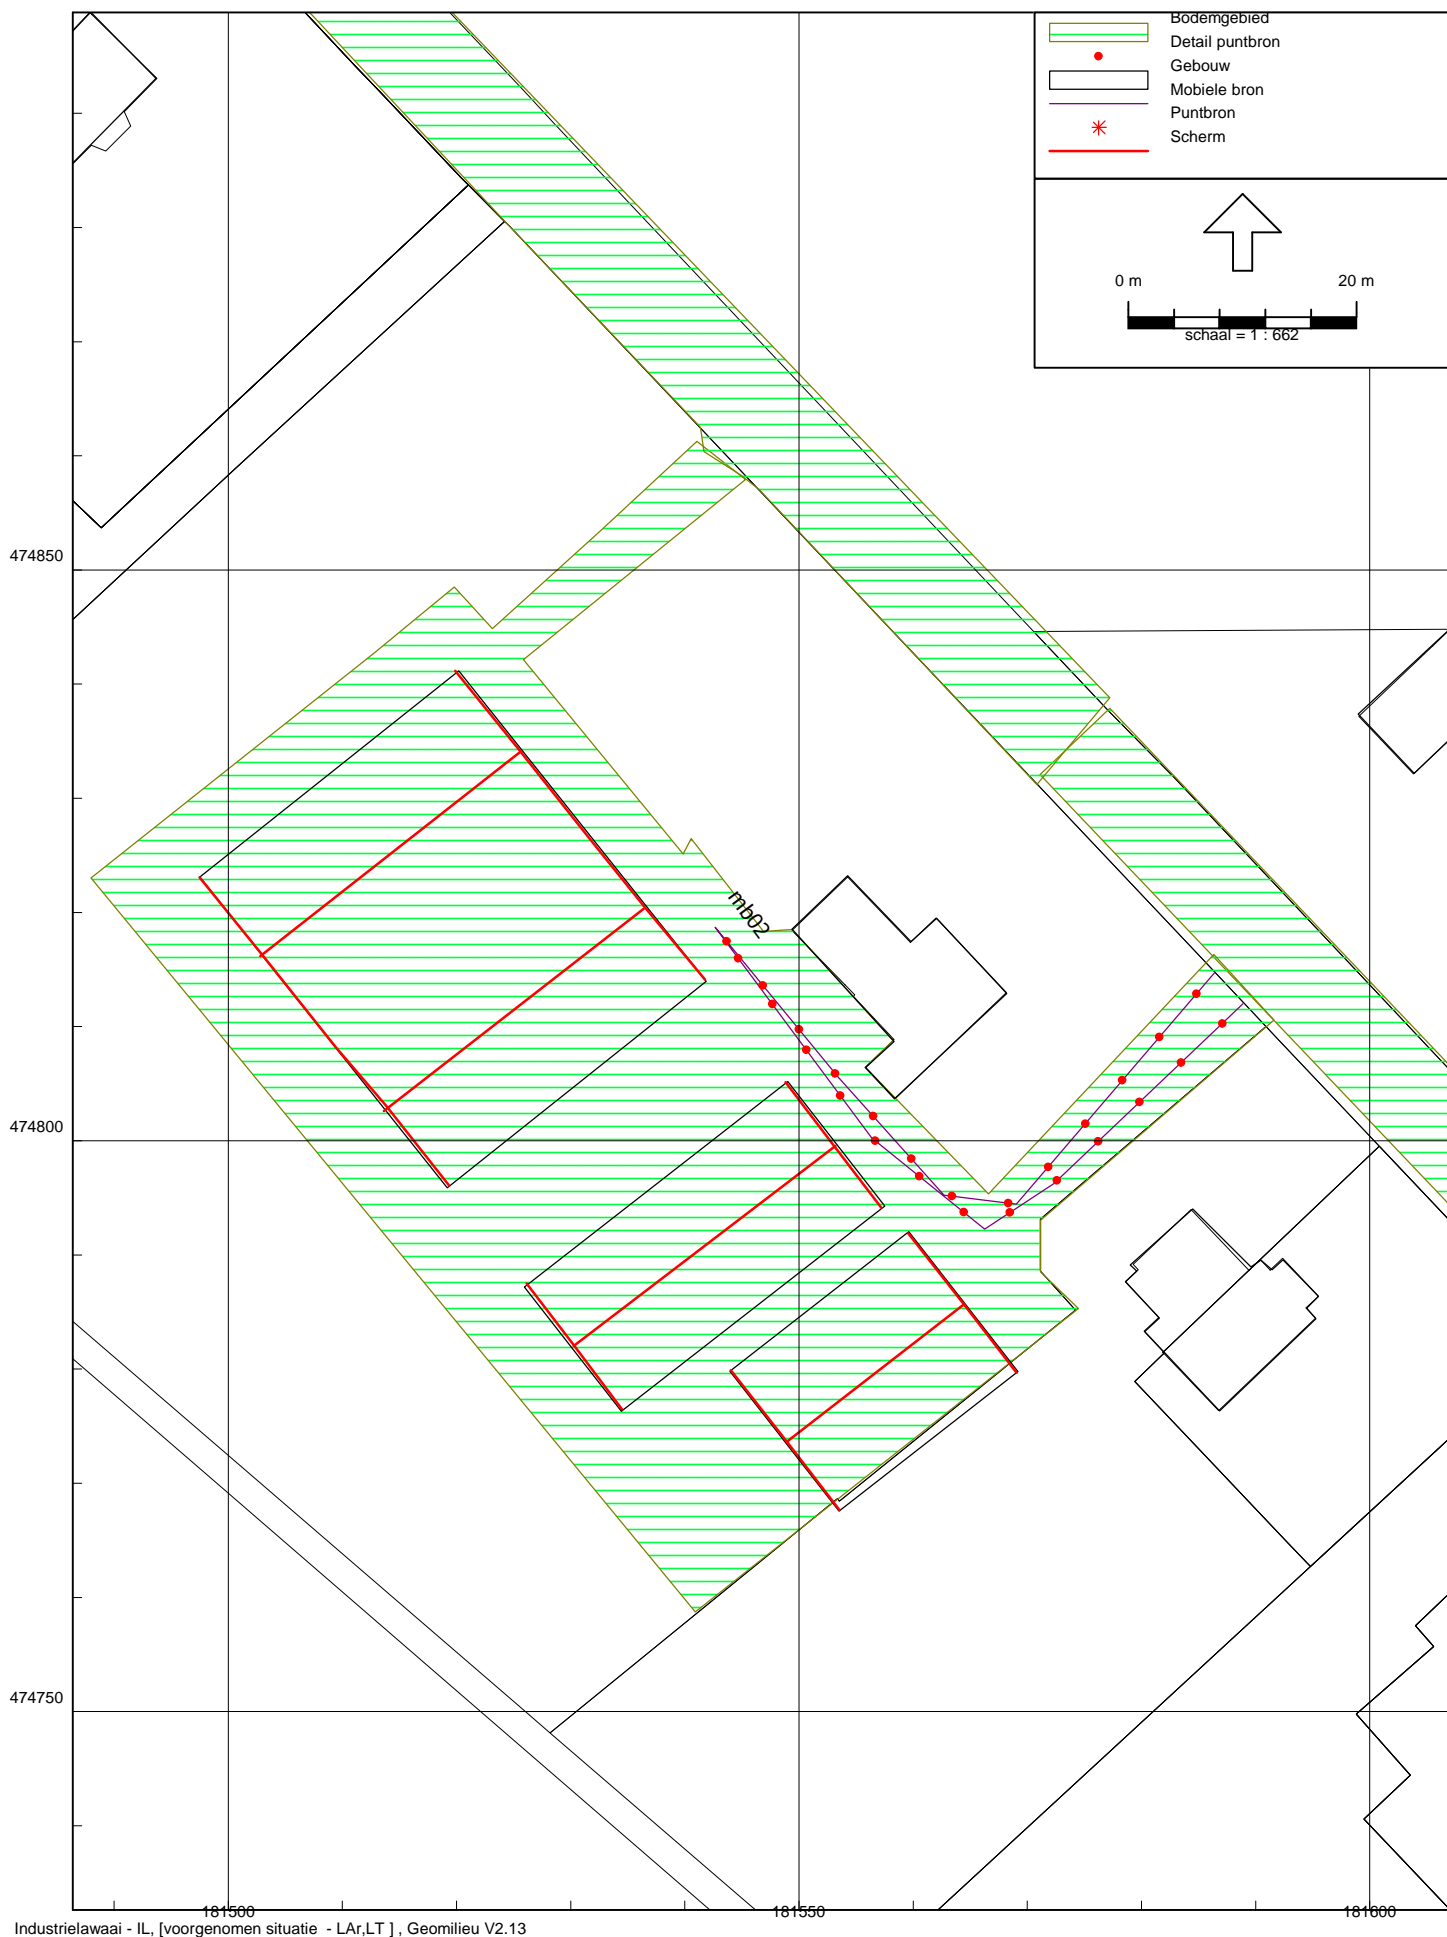 Bodemgebied
Detail puntbron
Gebouw
Mobiele bron
Puntbron
Scherm
0 m 20 m
schaal = 1 : 662
474850
mb02
474800
474750
181500 181550 181600
Industrielawaai - IL, [voorgenomen situatie - LAr,LT ] , Geomilieu V2.13